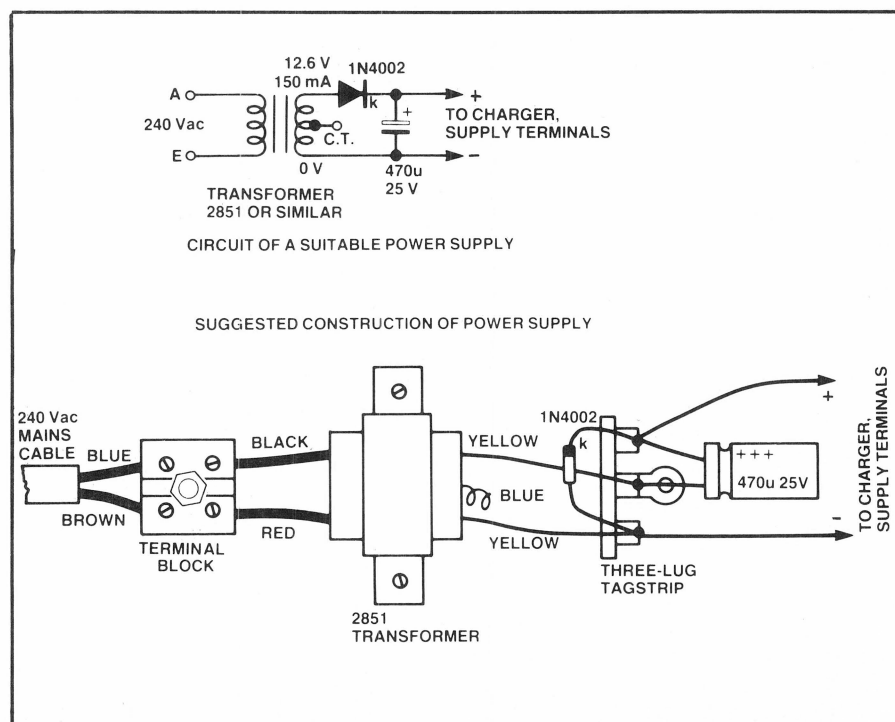 12.6 V
150 mA
1N4002
A
k
+
+
TO CHARGER,
SUPPLY TERMINALS
240 Vac
C.T.
E
0 V
-
470u
25 V
TRANSFORMER
2851 OR SIMILAR
CIRCUIT OF A SUITABLE POWER SUPPLY
SUGGESTED CONSTRUCTION OF POWER SUPPLY
240 Vac
MAINS
CABLE
BLUE
BROWN
TERMINAL
BLOCK
BLACK
RED
2851
TRANSFORMER
YELLOW
BLUE
YELLOW
1N4002
k
THREE-LUG
TAGSTRIP
+++
470u 25V
+
-
TO CHARGER,
SUPPLY TERMINALS